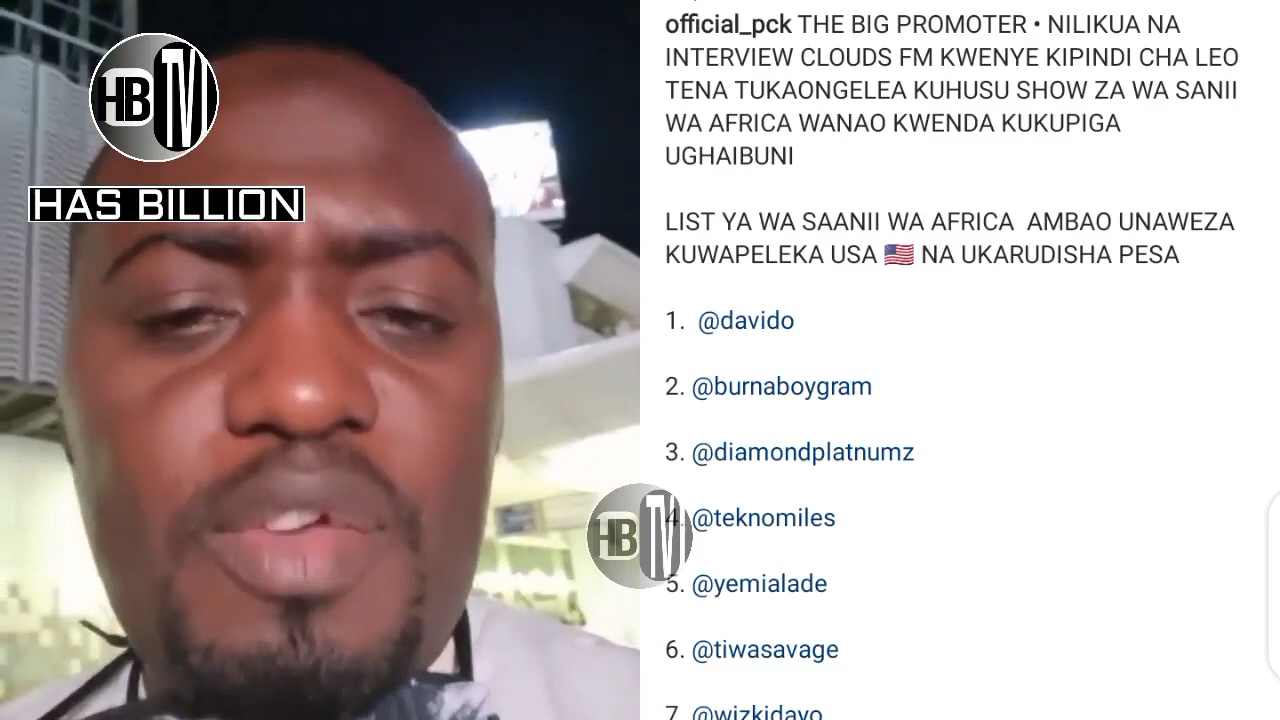 HB TV
HAS BILLION
official_pck THE BIG PROMOTER • NILIKUA NA
INTERVIEW CLOUDS FM KWENYE KIPINDI CHA LEO
TENA TUKAONGELEA KUHUSU SHOW ZA WA SANII
WA AFRICA WANAO KWENDA KUKUPIGA
UGHAIBUNI
LIST YA WA SAANII WA AFRICA AMBAO UNAWEZA
KUWAPELEKA USA 🇺🇸 NA UKARUDISHA PESA
1. @davido
2. @burnaboygram
3. @diamondplatnumz
4. @teknomiles
HB TV
5. @yemialade
6. @tiwasavage
7. @wizkidayo